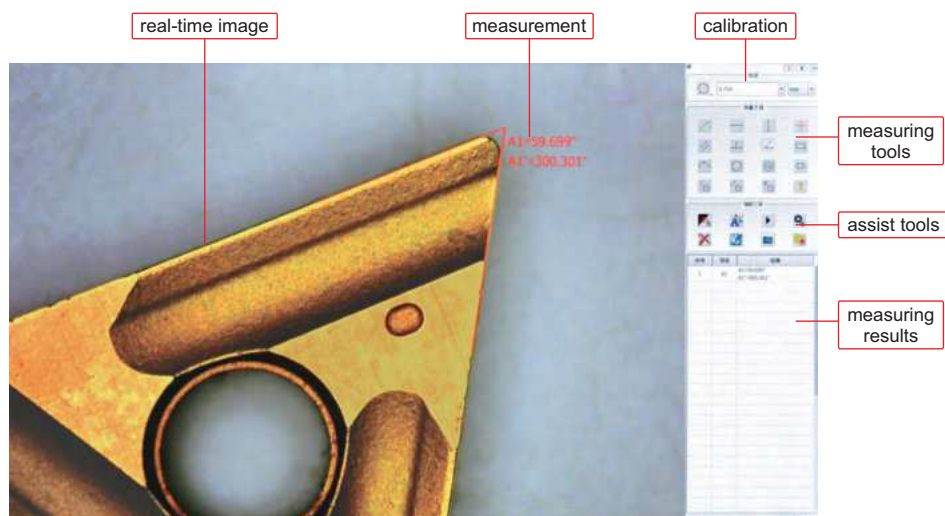 real-time image
measurement
calibration
A1=59.699°
A1'=300.301°
measuring
tools
assist tools
measuring
results